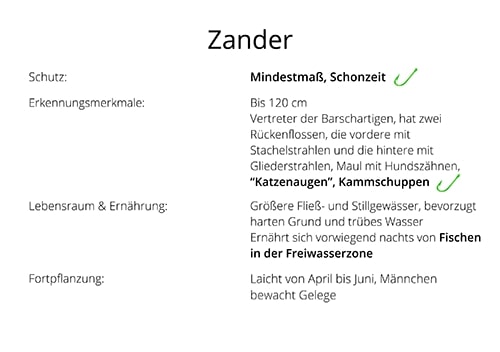 Zander
Schutz: Mindestmaß, Schonzeit
Erkennungsmerkmale: Bis 120 cm
Vertreter der Barschartigen, hat zwei
Rückenflossen, die vordere mit
Stachelstrahlen und die hintere mit
Gliederstrahlen, Maul mit Hundszähnen,
“Katzenaugen”, Kammschuppen
Lebensraum & Ernährung: Größere Fließ- und Stillgewässer, bevorzugt
harten Grund und trübes Wasser
Ernährt sich vorwiegend nachts von Fischen
in der Freiwasserzone
Fortpflanzung: Laicht von April bis Juni, Männchen
bewacht Gelege